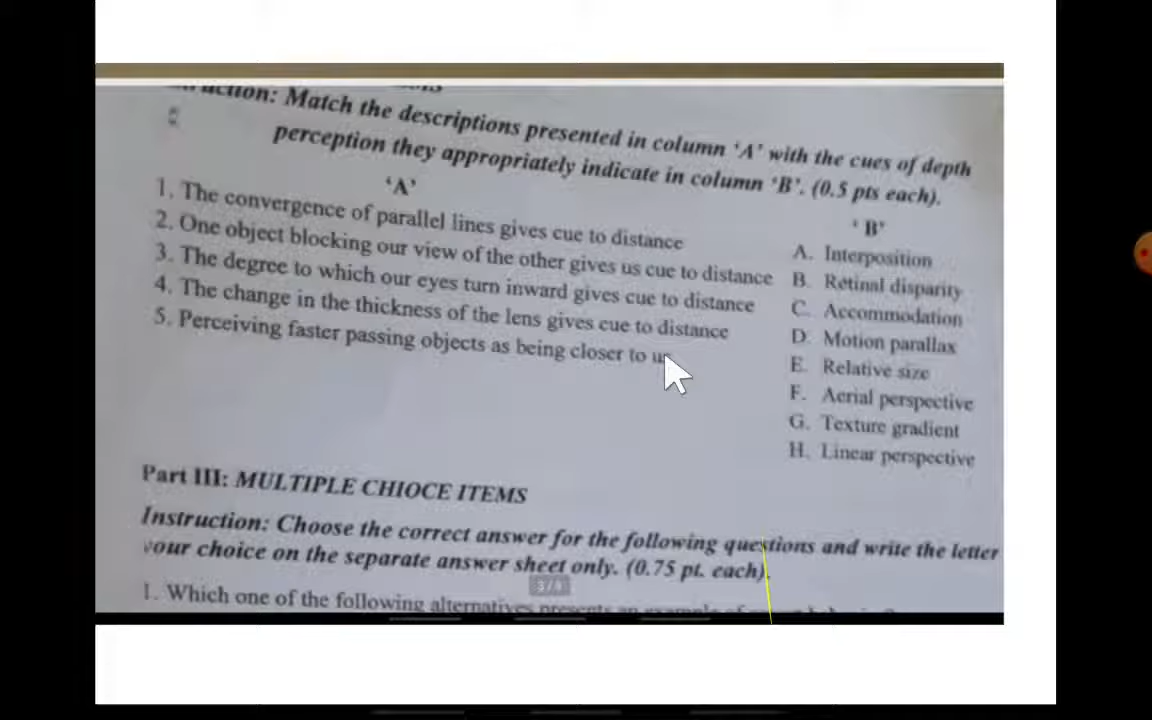 Match the descriptions presented in column ‘A’ with the cues of depth
perception they appropriately indicate in column ‘B’. (0.5 pts each).
‘A’
1. The convergence of parallel lines gives cue to distance
2. One object blocking our view of the other gives us cue to distance
3. The degree to which our eyes turn inward gives cue to distance
4. The change in the thickness of the lens gives cue to distance
5. Perceiving faster passing objects as being closer to
‘B’
A. Interposition
B. Retinal disparity
C. Accommodation
D. Motion parallax
E. Relative size
F. Aerial perspective
G. Texture gradient
H. Linear perspective
Part III: MULTIPLE CHIOCE ITEMS
Instruction: Choose the correct answer for the following questions and write the letter
your choice on the separate answer sheet only. (0.75 pt. each).
3/4
1. Which one of the following alternatives presents an example of